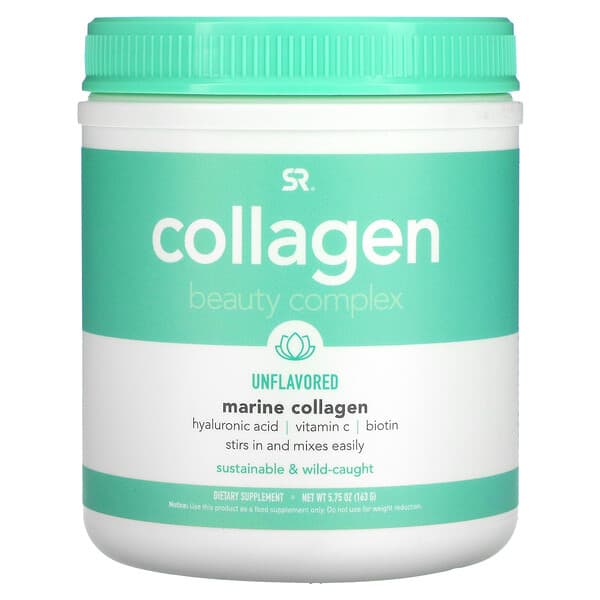 SR®
collagen
beauty complex
UNFLAVORED
marine collagen
hyaluronic acid | vitamin c | biotin
stirs in and mixes easily
sustainable & wild-caught
DIETARY SUPPLEMENT • NET WT 5.75 OZ (163 G)
Notice: Use this product as a food supplement only. Do not use for weight reduction.